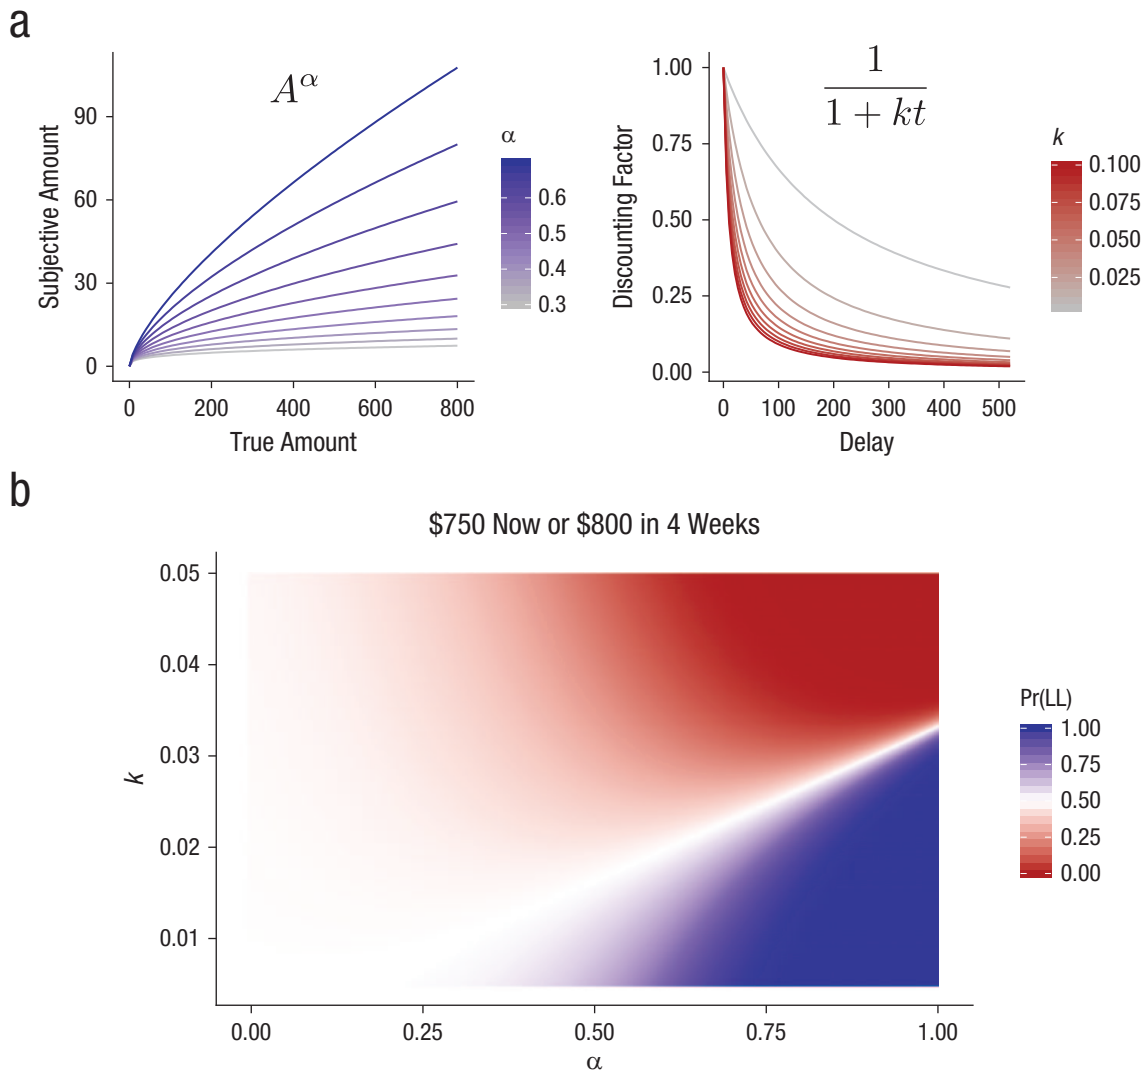 a
A^α
Subjective Amount
90
60
30
0
0 200 400 600 800
True Amount
α
0.6
0.5
0.4
0.3
1
1 + kt
Discounting Factor
1.00
0.75
0.50
0.25
0.00
0 100 200 300 400 500
Delay
k
0.100
0.075
0.050
0.025
b
$750 Now or $800 in 4 Weeks
k
0.05
0.04
0.03
0.02
0.01
0.00 0.25 0.50 0.75 1.00
α
Pr(LL)
1.00
0.75
0.50
0.25
0.00